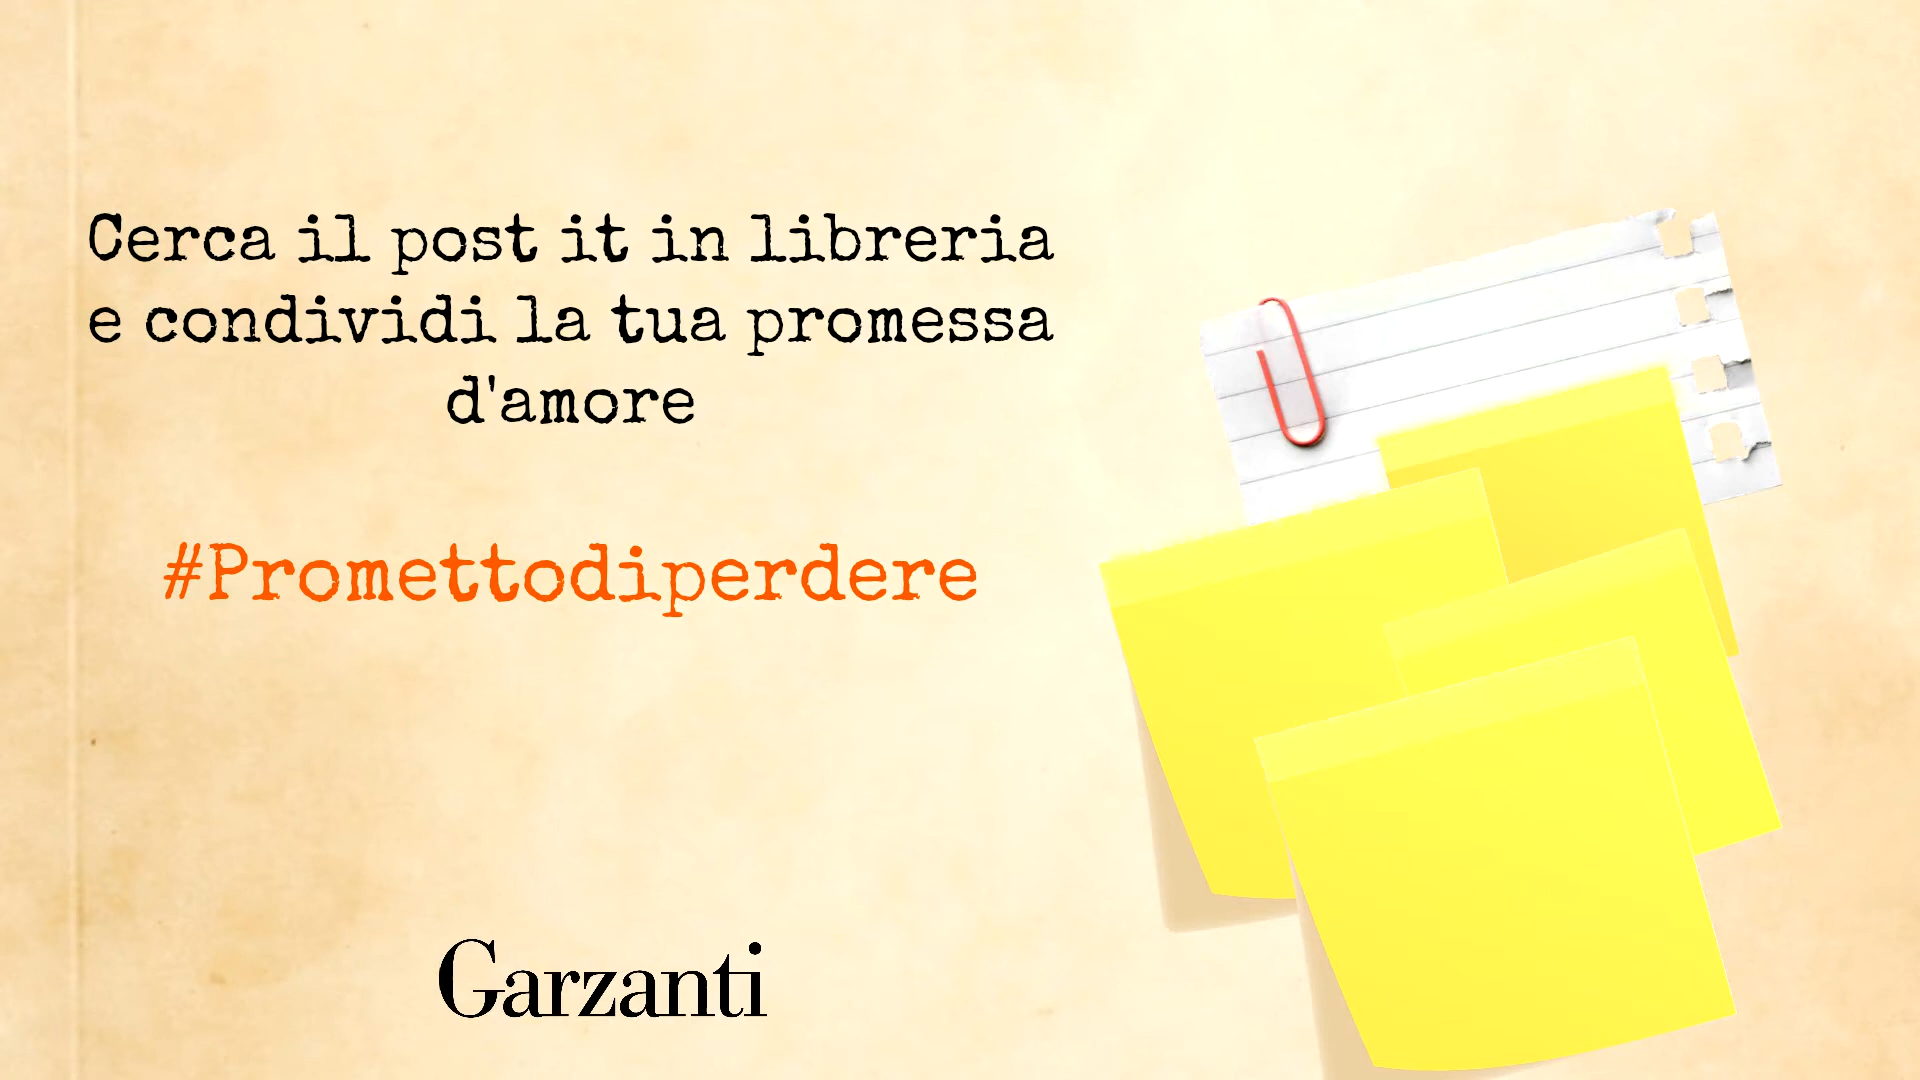 Cerca il post it in libreria
e condividi la tua promessa
d'amore
#Promettodiperdere
Garzanti